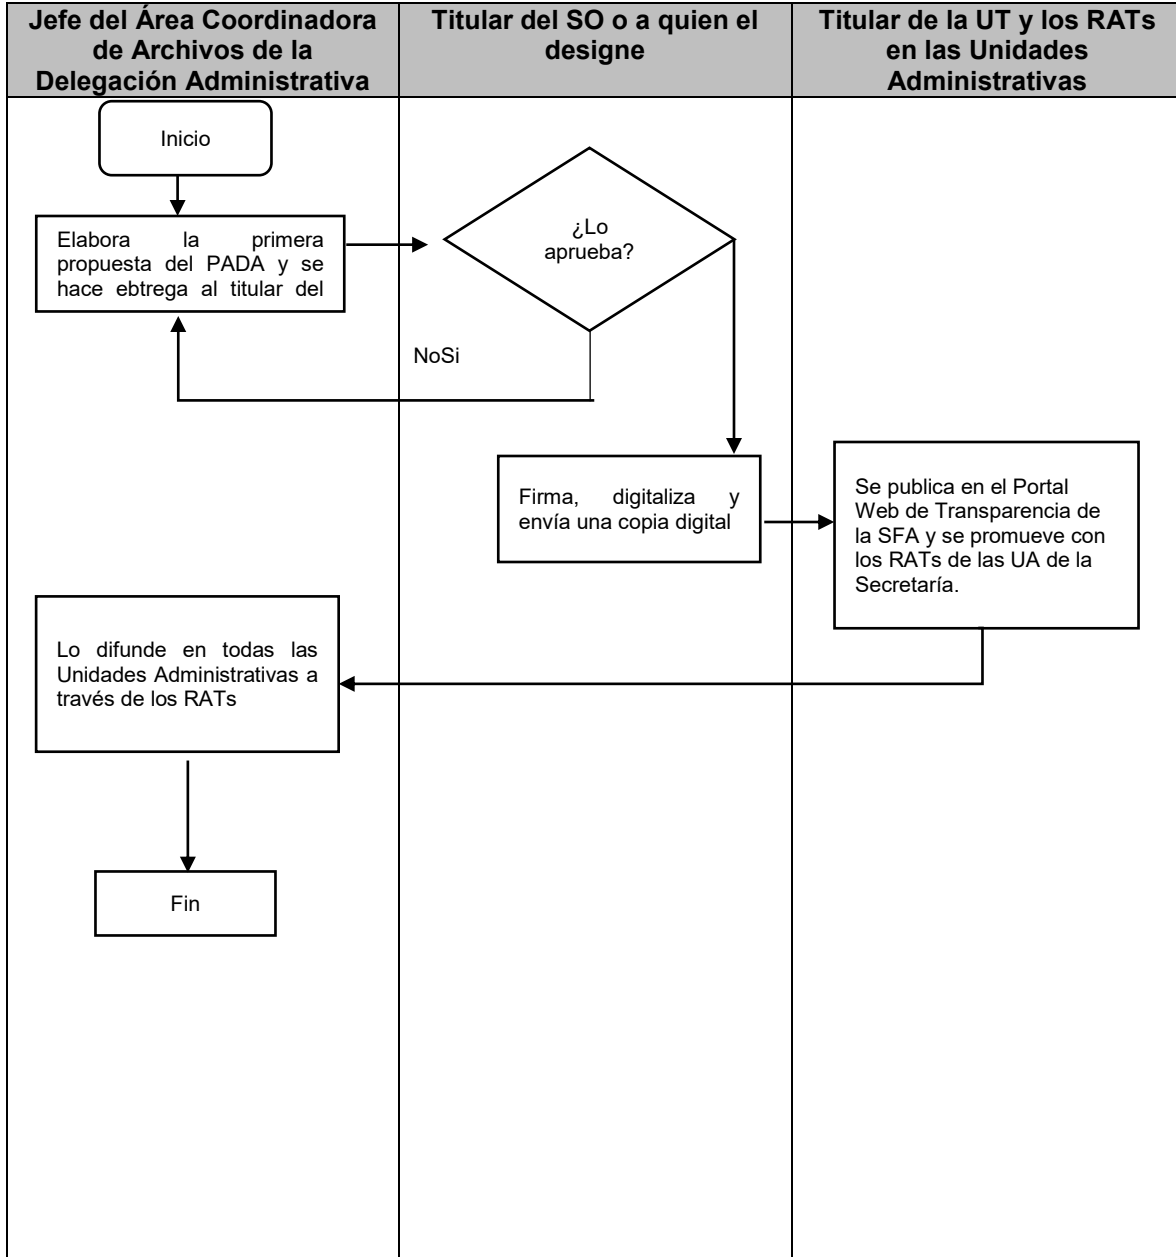 Jefe del Área Coordinadora
de Archivos de la
Delegación Administrativa
Titular del SO o a quien el
designe
Titular de la UT y los RATs
en las Unidades
Administrativas
Inicio
Elabora la primera
propuesta del PADA y se
hace ebtrega al titular del
¿Lo
aprueba?
NoSi
Firma, digitaliza y
envía una copia digital
Se publica en el Portal
Web de Transparencia de
la SFA y se promueve con
los RATs de las UA de la
Secretaría.
Lo difunde en todas las
Unidades Administrativas a
través de los RATs
Fin